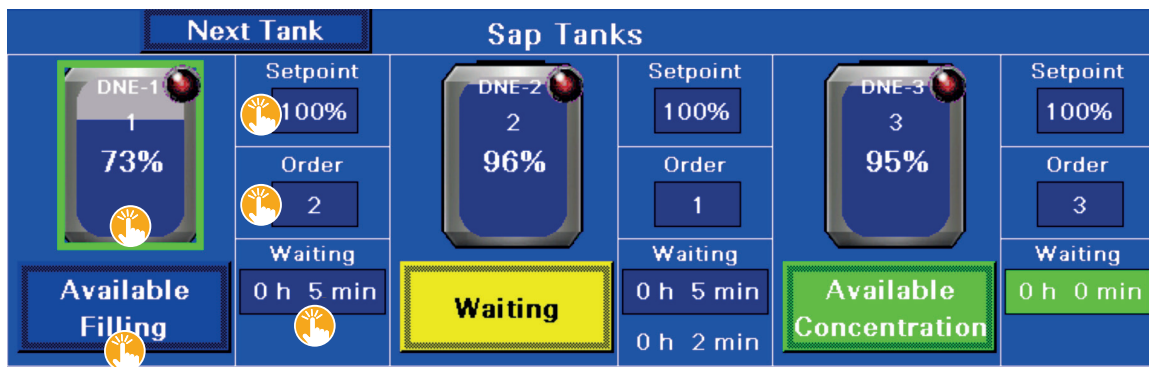 Next Tank
Sap Tanks
DNE-1
1
73%
Available
Filling
Setpoint
100%
Order
2
Waiting
0 h 5 min
DNE-2
2
96%
Waiting
Setpoint
100%
Order
1
Waiting
0 h 5 min
0 h 2 min
DNE-3
3
95%
Available
Concentration
Setpoint
100%
Order
3
Waiting
0 h 0 min